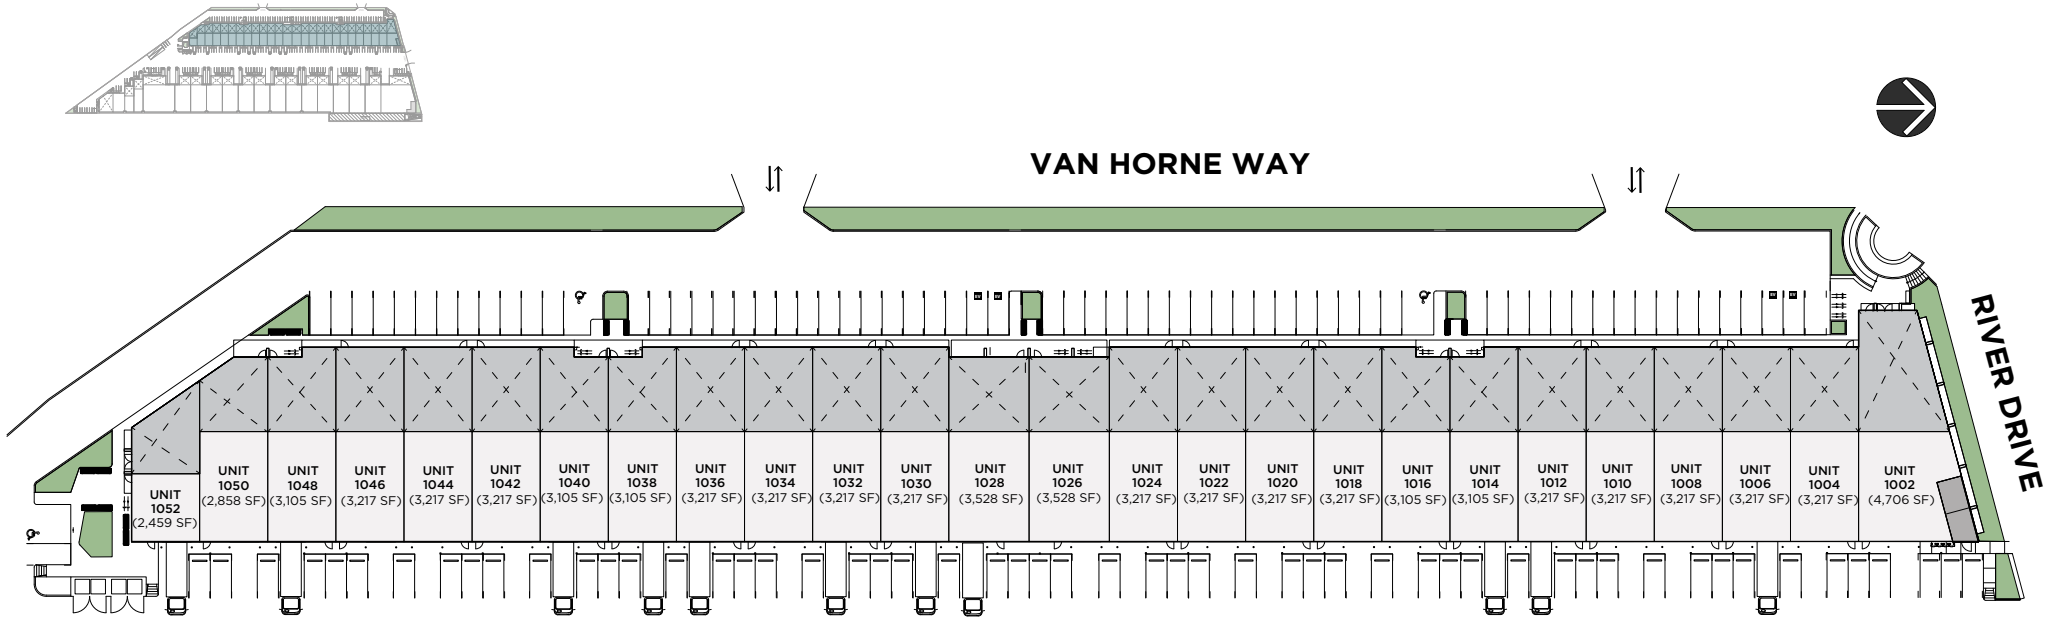 VAN HORNE WAY
RIVER DRIVE
UNIT
1052
(2,459 SF)
UNIT
1050
(2,858 SF)
UNIT
1048
(3,105 SF)
UNIT
1046
(3,217 SF)
UNIT
1044
(3,217 SF)
UNIT
1042
(3,217 SF)
UNIT
1040
(3,105 SF)
UNIT
1038
(3,105 SF)
UNIT
1036
(3,217 SF)
UNIT
1034
(3,217 SF)
UNIT
1032
(3,217 SF)
UNIT
1030
(3,217 SF)
UNIT
1028
(3,528 SF)
UNIT
1026
(3,528 SF)
UNIT
1024
(3,217 SF)
UNIT
1022
(3,217 SF)
UNIT
1020
(3,217 SF)
UNIT
1018
(3,217 SF)
UNIT
1016
(3,105 SF)
UNIT
1014
(3,105 SF)
UNIT
1012
(3,217 SF)
UNIT
1010
(3,217 SF)
UNIT
1008
(3,217 SF)
UNIT
1006
(3,217 SF)
UNIT
1004
(3,217 SF)
UNIT
1002
(4,706 SF)